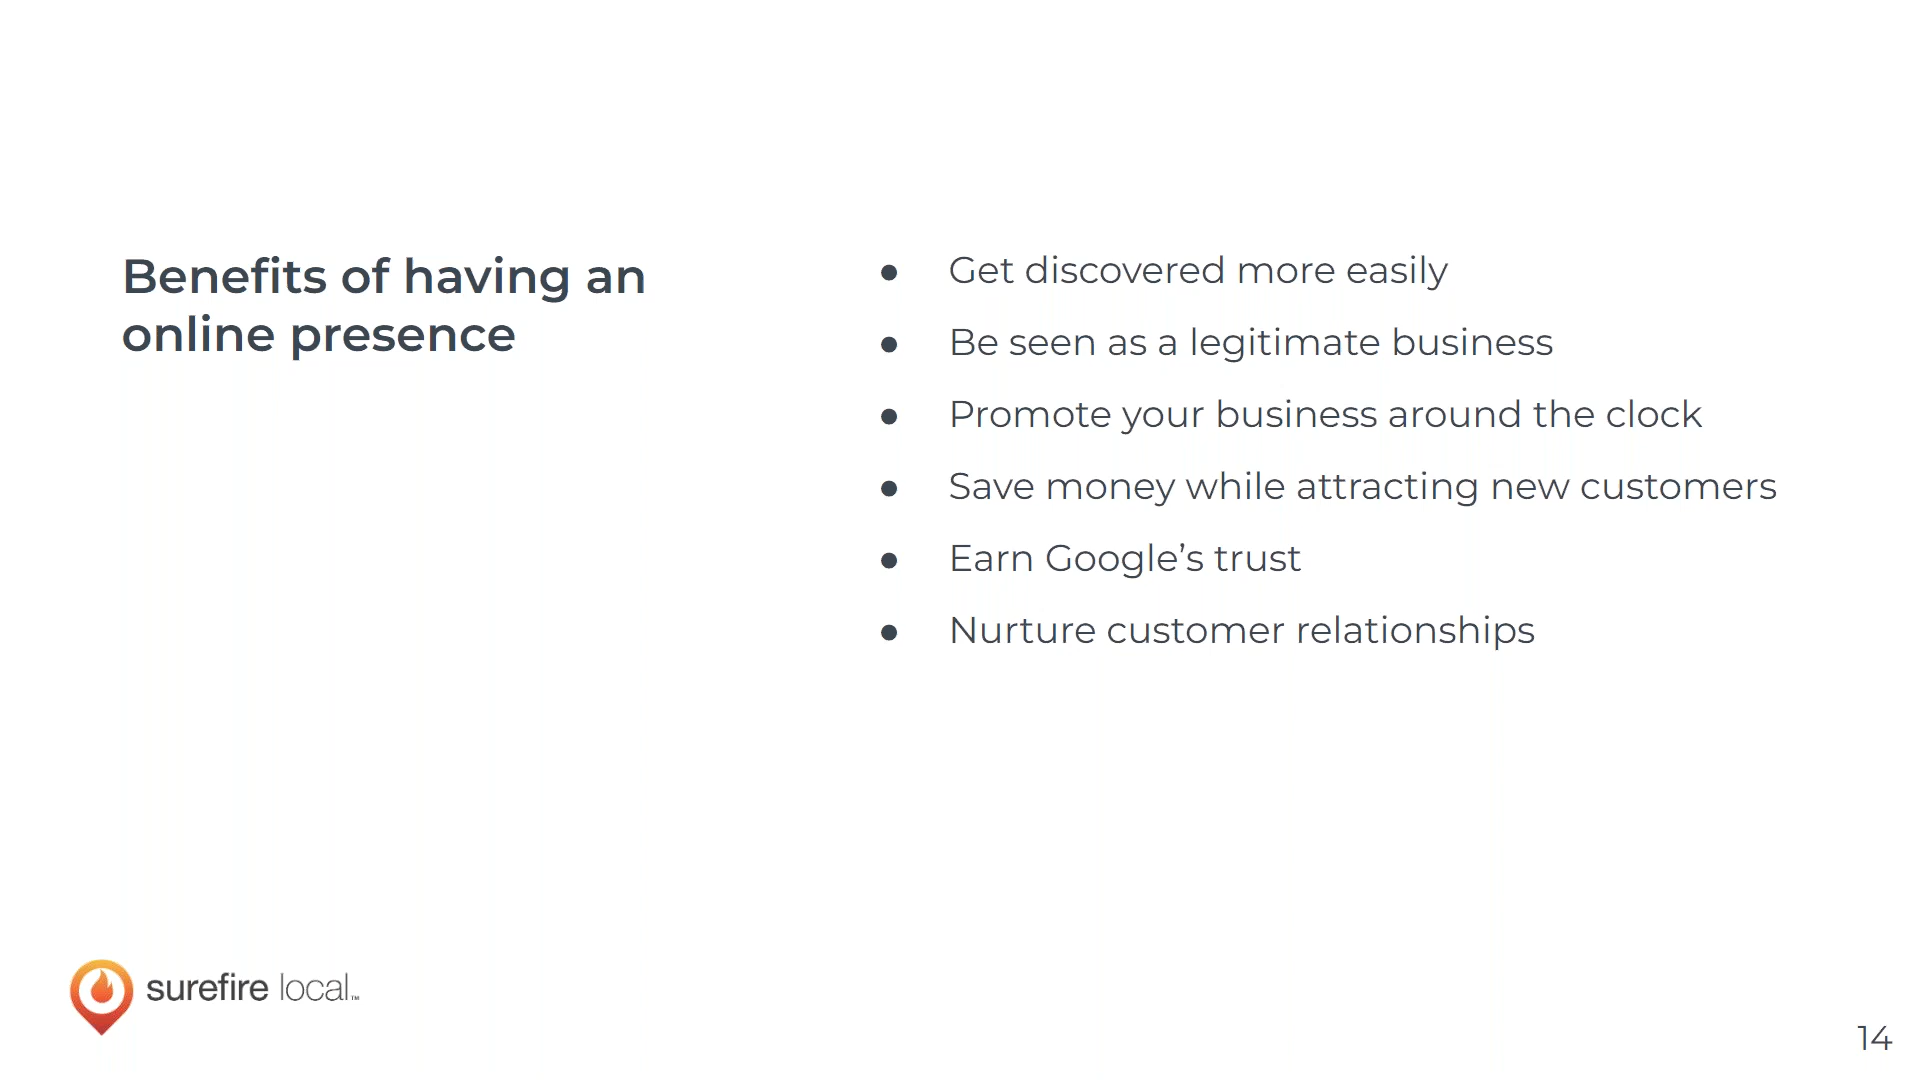 Benefits of having an
online presence
● Get discovered more easily
● Be seen as a legitimate business
● Promote your business around the clock
● Save money while attracting new customers
● Earn Google’s trust
● Nurture customer relationships
surefire local™
14